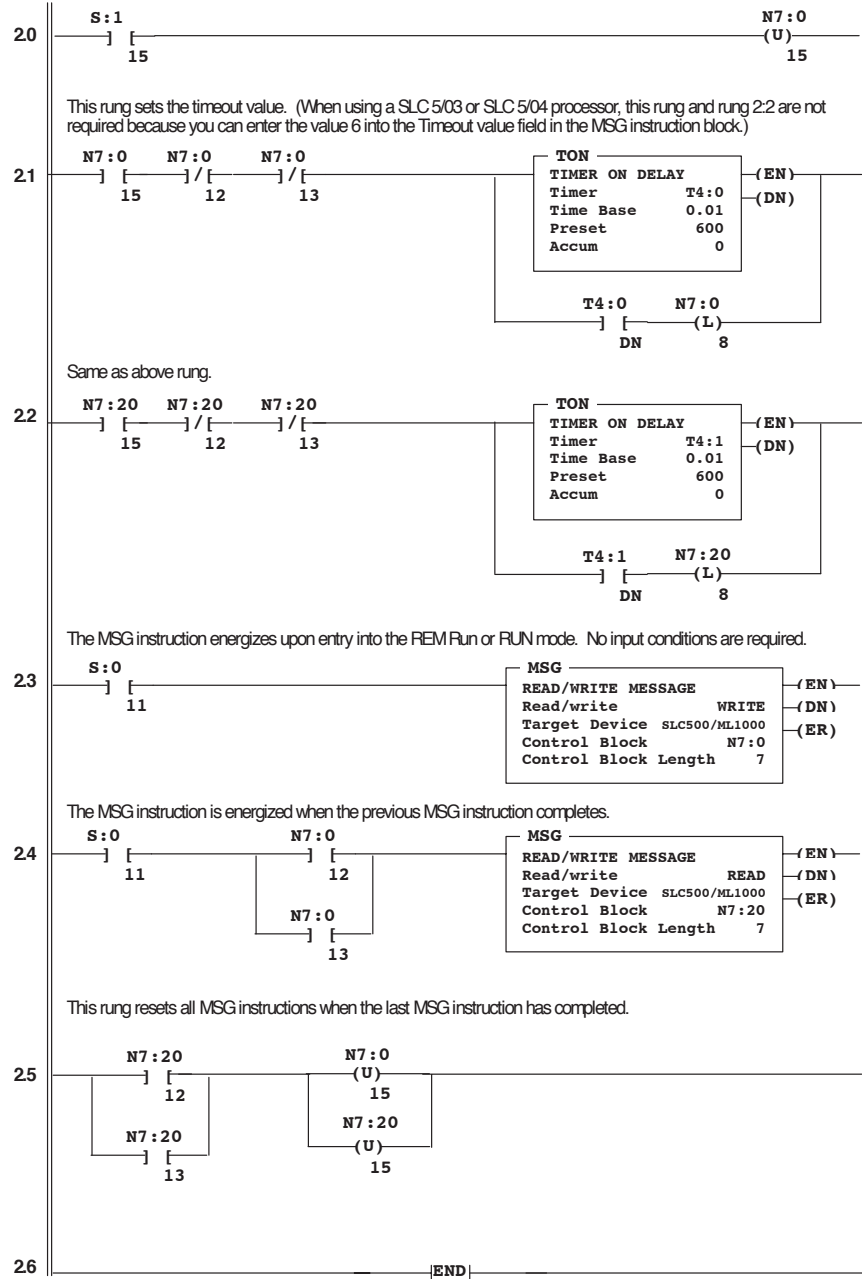 S:1 N7:0
2.0 ] [ (U)
15 15
This rung sets the timeout value. (When using a SLC 5/03 or SLC 5/04 processor, this rung and rung 2:2 are not
required because you can enter the value 6 into the Timeout value field in the MSG instruction block.)
N7:0 N7:0 N7:0 TON
2.1 ] [ ]/[ ]/[ TIMER ON DELAY (EN)
15 12 13 Timer T4:0 (DN)
Time Base 0.01
Preset 600
Accum 0
T4:0 N7:0
] [ (L)
DN 8
Same as above rung.
N7:20 N7:20 N7:20 TON
2.2 ] [ ]/[ ]/[ TIMER ON DELAY (EN)
15 12 13 Timer T4:1 (DN)
Time Base 0.01
Preset 600
Accum 0
T4:1 N7:20
] [ (L)
DN 8
The MSG instruction energizes upon entry into the REM Run or RUN mode. No input conditions are required.
S:0 MSG
2.3 ] [ READ/WRITE MESSAGE (EN)
11 Read/write WRITE (DN)
Target Device SLC500/ML1000 (ER)
Control Block N7:0
Control Block Length 7
The MSG instruction is energized when the previous MSG instruction completes.
S:0 N7:0 MSG
2.4 ] [ ] [ READ/WRITE MESSAGE (EN)
11 12 Read/write READ (DN)
Target Device SLC500/ML1000 (ER)
N7:0 Control Block N7:20
] [ Control Block Length 7
13
This rung resets all MSG instructions when the last MSG instruction has completed.
N7:20 N7:0
2.5 ] [ (U)
12 15
N7:20 N7:20
] [ (U)
13 15
2.6 |END|